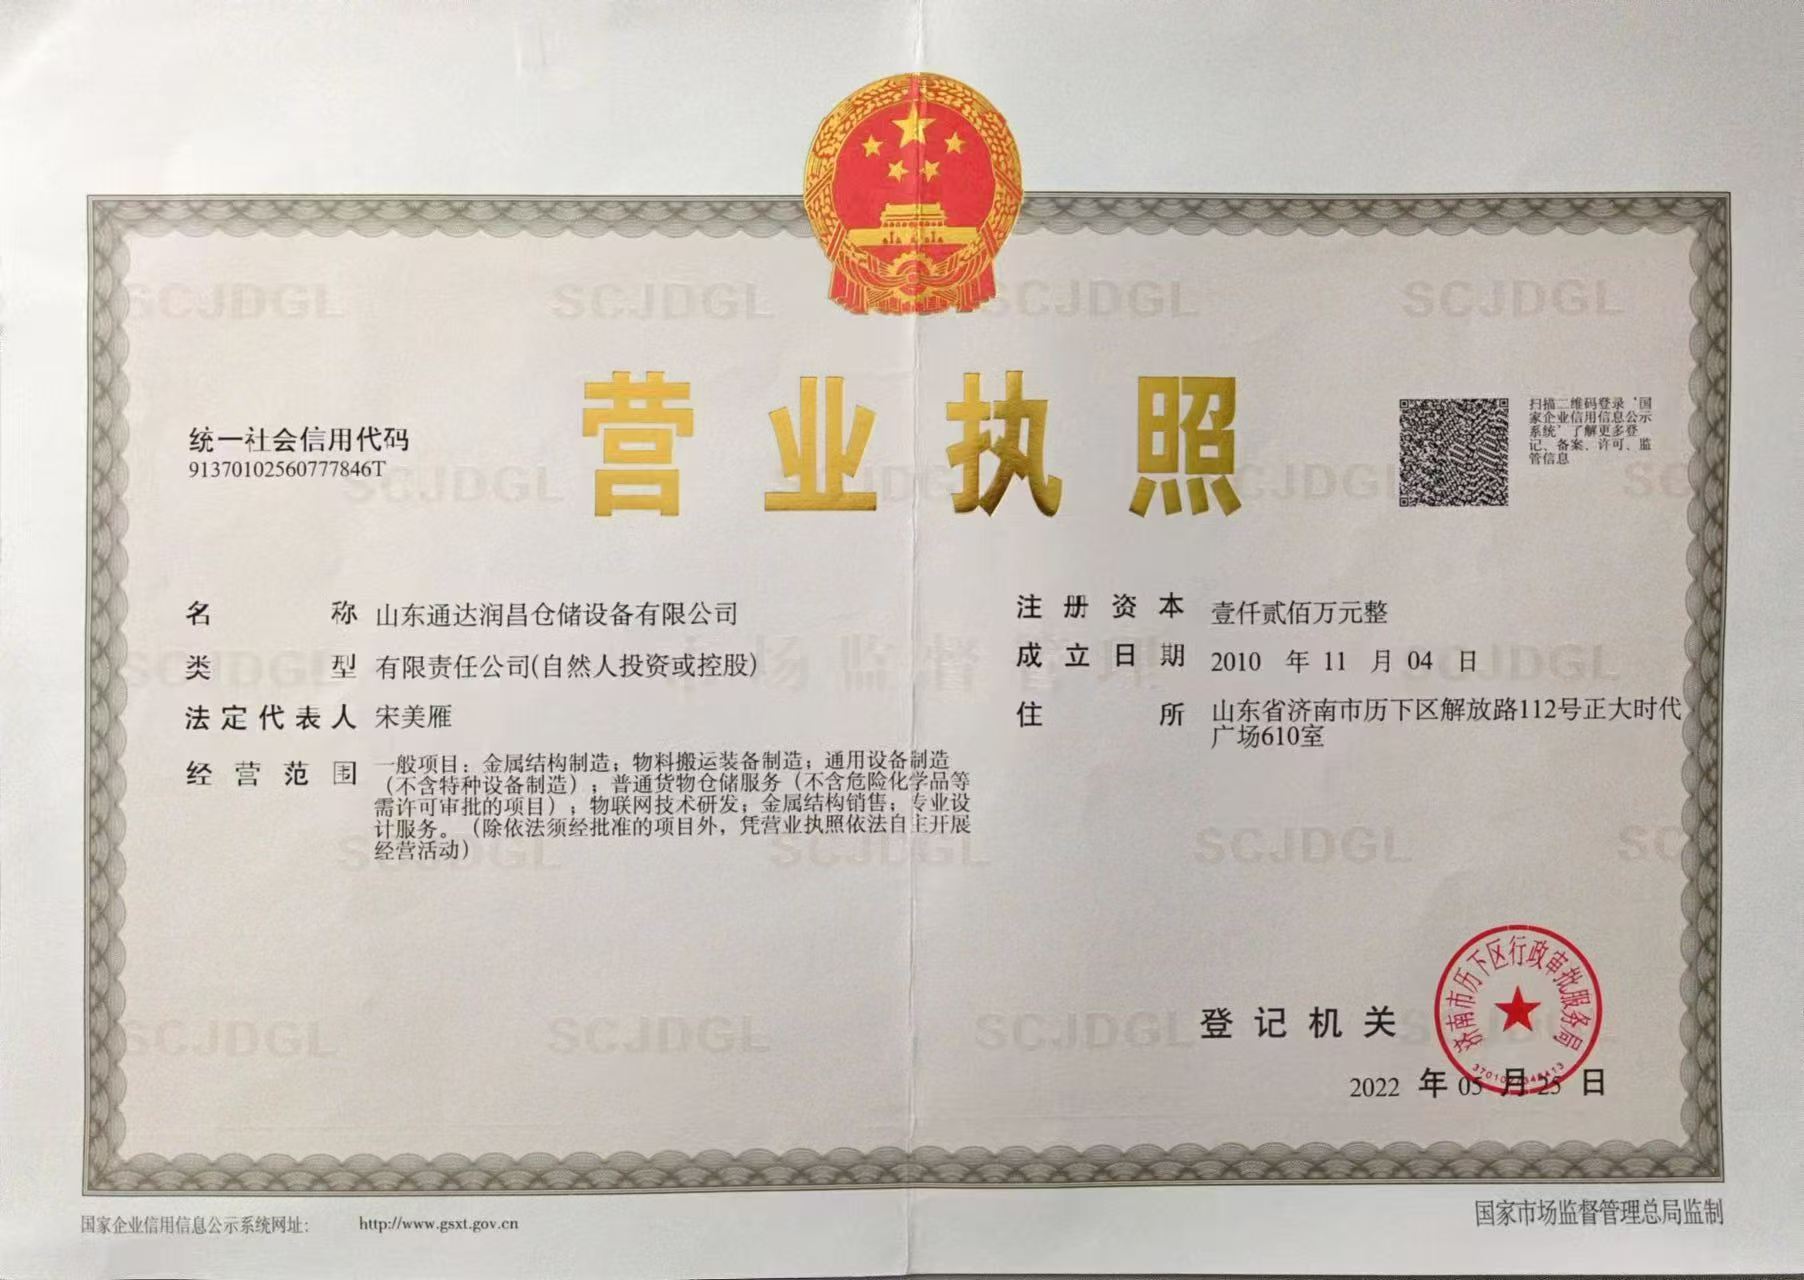 营业执照
统一社会信用代码
91370102560777846T
扫描二维码登录‘国
家企业信用信息公示
系统’了解更多登
记、备案、许可、监
管信息
名称 山东通达润昌仓储设备有限公司
类型 有限责任公司(自然人投资或控股)
法定代表人 宋美雁
经营范围 一般项目：金属结构制造；物料搬运装备制造；通用设备制造
（不含特种设备制造）；普通货物仓储服务（不含危险化学品等
需许可审批的项目）；物联网技术研发；金属结构销售；专业设
计服务。（除依法须经批准的项目外，凭营业执照依法自主开展
经营活动）
注册资本 壹仟贰佰万元整
成立日期 2010 年 11 月 04 日
住所 山东省济南市历下区解放路112号正大时代
广场610室
登记机关
济南市历下区行政审批服务局
2022 年 05 月 25 日
国家企业信用信息公示系统网址： http://www.gsxt.gov.cn
国家市场监督管理总局监制
SCJDGL
市场监督管理